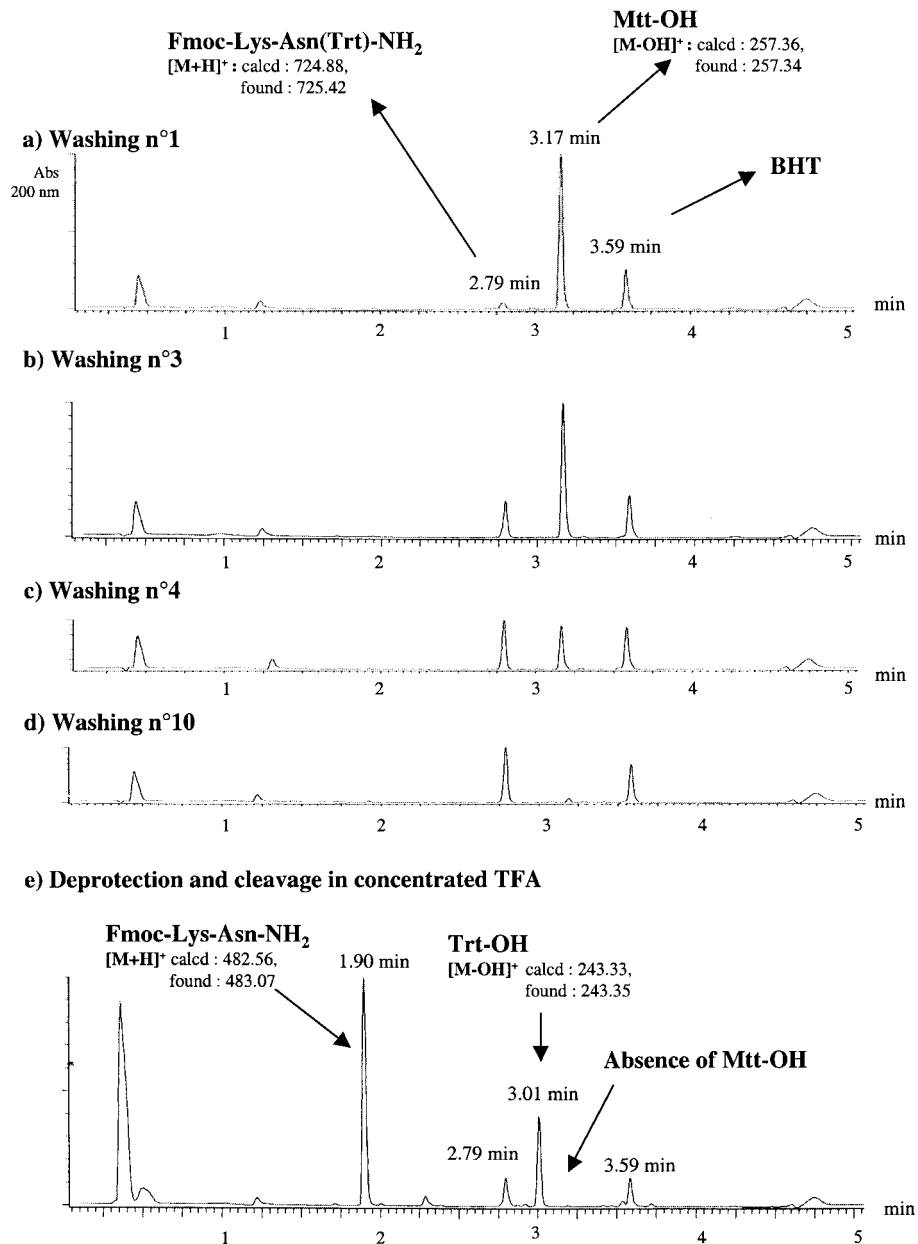 Fmoc-Lys-Asn(Trt)-NH2
[M+H]+ : calcd : 724.88,
found : 725.42
Mtt-OH
[M-OH]+ : calcd : 257.36,
found : 257.34
a) Washing n°1
Abs
200 nm
3.17 min
BHT
3.59 min
2.79 min
min
1 2 3 4 5
b) Washing n°3
min
1 2 3 4 5
c) Washing n°4
min
1 2 3 4 5
d) Washing n°10
min
1 2 3 4 5
e) Deprotection and cleavage in concentrated TFA
Fmoc-Lys-Asn-NH2
[M+H]+ calcd : 482.56,
found : 483.07
1.90 min
Trt-OH
[M-OH]+ calcd : 243.33,
found : 243.35
Absence of Mtt-OH
3.01 min
2.79 min
3.59 min
min
1 2 3 4 5